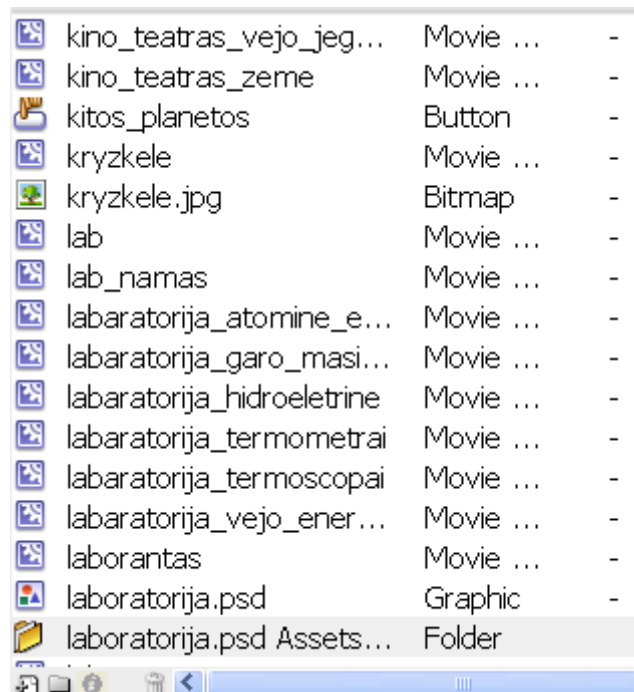 kino_teatras_vejo_jeg... Movie ... -
kino_teatras_zeme Movie ... -
kitos_planetos Button -
kryzkele Movie ... -
kryzkele.jpg Bitmap -
lab Movie ... -
lab_namas Movie ... -
labaratorija_atomine_e... Movie ... -
labaratorija_garo_masi... Movie ... -
labaratorija_hidroeletrine Movie ... -
labaratorija_termometrai Movie ... -
labaratorija_termoscopai Movie ... -
labaratorija_vejo_ener... Movie ... -
laborantas Movie ... -
laboratorija.psd Graphic -
laboratorija.psd Assets... Folder